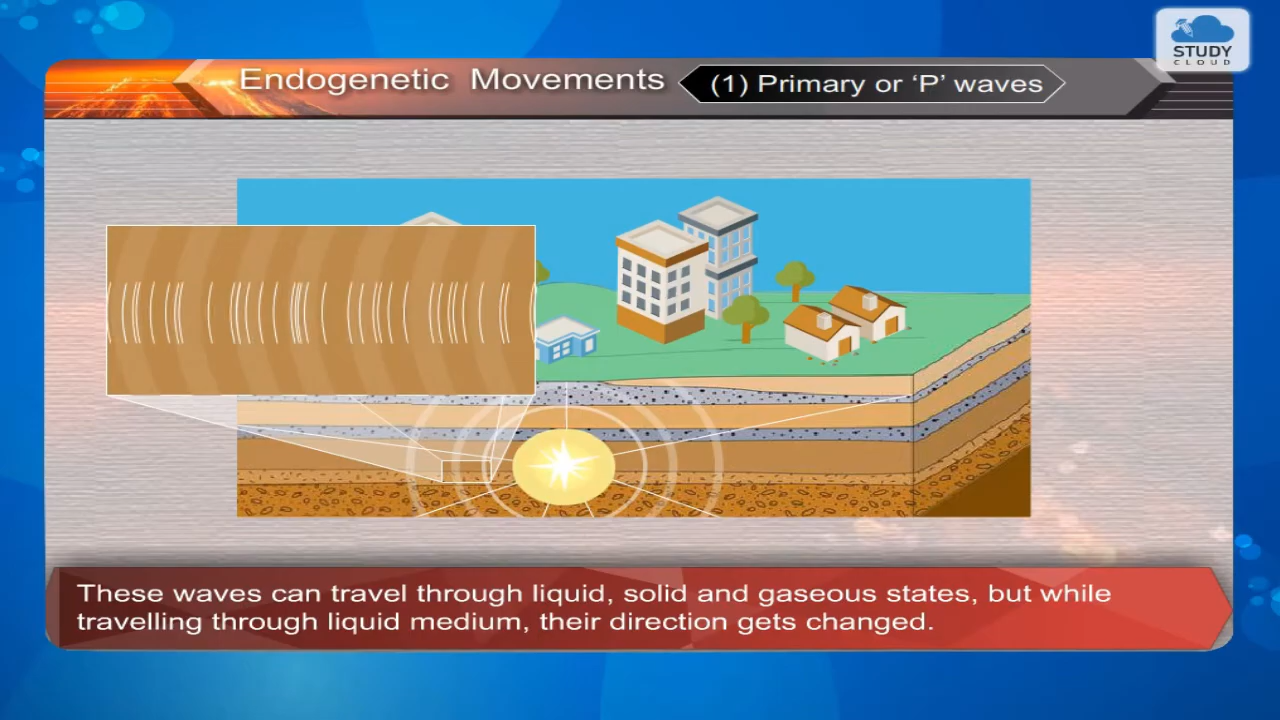 STUDY
CLOUD
Endogenetic Movements
(1) Primary or ‘P’ waves
These waves can travel through liquid, solid and gaseous states, but while
travelling through liquid medium, their direction gets changed.